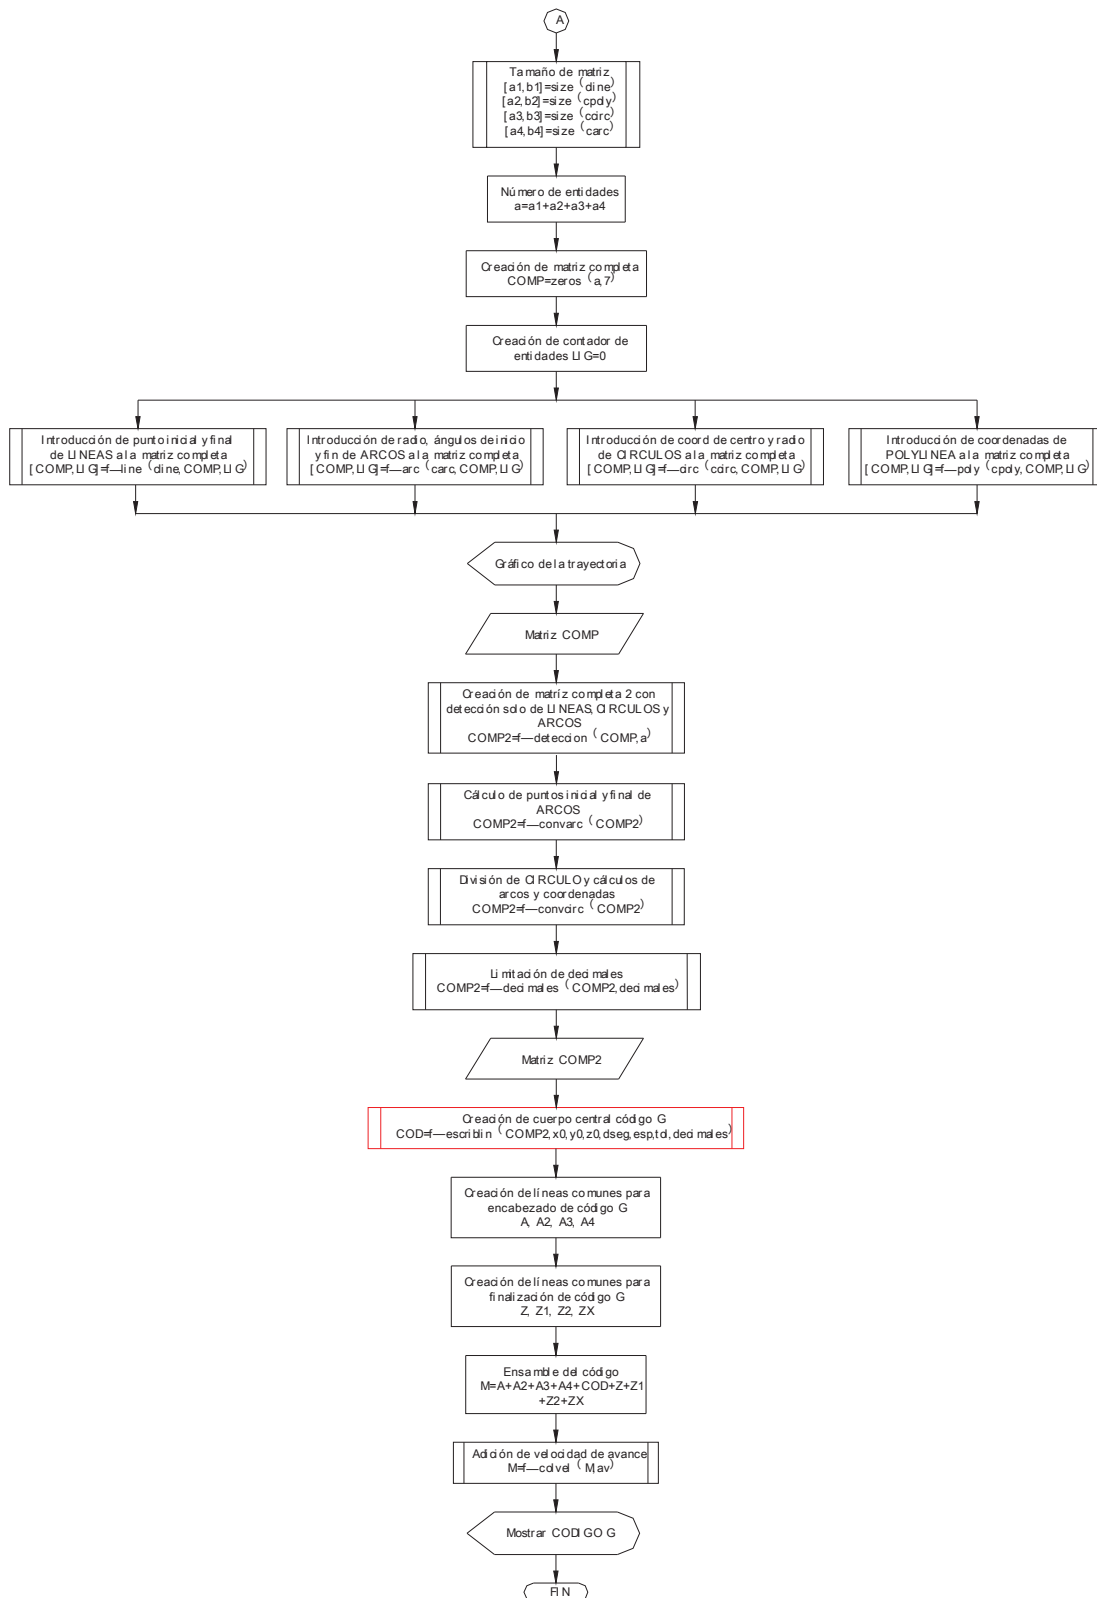 A
Tamaño de matriz
[a1,b1]=size (cline)
[a2,b2]=size (cpoly)
[a3,b3]=size (ccirc)
[a4,b4]=size (carc)
Número de entidades
a=a1+a2+a3+a4
Creación de matriz completa
COMP=zeros (a,7)
Creación de contador de
entidades LIG=0
Introducción de punto inicial y final
de LINEAS a la matriz completa
[COMP,LIG]=f—line (cline,COMP,LIG)
Introducción de radio, ángulos de inicio
y fin de ARCOS a la matriz completa
[COMP,LIG]=f—arc (carc,COMP,LIG)
Introducción de coord de centro y radio
de CIRCULOS a la matriz completa
[COMP,LIG]=f—circ (ccirc,COMP,LIG)
Introducción de coordenadas de
POLYLINEA a la matriz completa
[COMP,LIG]=f—poly (cpoly,COMP,LIG)
Gráfico de la trayectoria
Matriz COMP
Creación de matríz completa 2 con
detección solo de LINEAS, CIRCULOS y
ARCOS
COMP2=f—deteccion (COMP,a)
Cálculo de puntos inicial y final de
ARCOS
COMP2=f—convarc (COMP2)
División de CIRCULO y cálculos de
arcos y coordenadas
COMP2=f—convcirc (COMP2)
Limitación de decimales
COMP2=f—decimales (COMP2,decimales)
Matriz COMP2
Creación de cuerpo central código G
COD=f—escriblin (COMP2,x0,y0,z0,dseg,esp,tol,decimales)
Creación de líneas comunes para
encabezado de código G
A, A2, A3, A4
Creación de líneas comunes para
finalización de código G
Z, Z1, Z2, ZX
Ensamble del código
M=A+A2+A3+A4+COD+Z+Z1
+Z2+ZX
Adición de velocidad de avance
M=f—colvel (M,av)
Mostrar CODIGO G
FIN